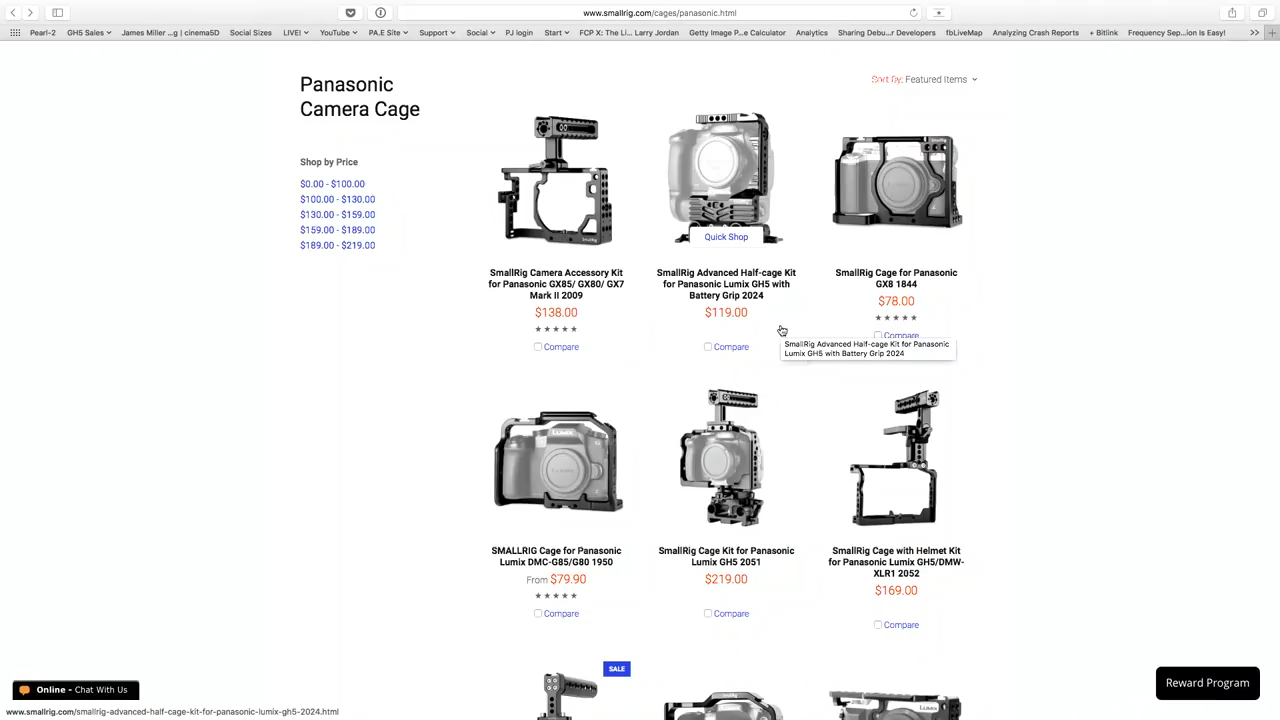 www.smallrig.com/cages/panasonic.html
Pearl-2 GH5 Sales James Miller ...g | cinema5D Social Sizes LIVE! YouTube PA.E Site Support Social PJ login Start FCP X: The Li... Larry Jordan Getty Image P...e Calculator Analytics Sharing Debu...r Developers fbLiveMap Analyzing Crash Reports + Bitlink Frequency Sep...ion Is Easy!
Panasonic
Camera Cage
Sort By: Featured Items
Shop by Price
$0.00 - $100.00
$100.00 - $130.00
$130.00 - $159.00
$159.00 - $189.00
$189.00 - $219.00
Quick Shop
SmallRig Camera Accessory Kit
for Panasonic GX85/ GX80/ GX7
Mark II 2009
$138.00
Compare
SmallRig Advanced Half-cage Kit
for Panasonic Lumix GH5 with
Battery Grip 2024
$119.00
Compare
SmallRig Cage for Panasonic
GX8 1844
$78.00
Compare
SmallRig Advanced Half-cage Kit for Panasonic
Lumix GH5 with Battery Grip 2024
LUMIX
SMALLRIG Cage for Panasonic
Lumix DMC-G85/G80 1950
From $79.90
Compare
SmallRig Cage Kit for Panasonic
Lumix GH5 2051
$219.00
Compare
SmallRig Cage with Helmet Kit
for Panasonic Lumix GH5/DMW-
XLR1 2052
$169.00
Compare
SALE
LUMIX
Online - Chat With Us
Reward Program
www.smallrig.com/smallrig-advanced-half-cage-kit-for-panasonic-lumix-gh5-2024.html